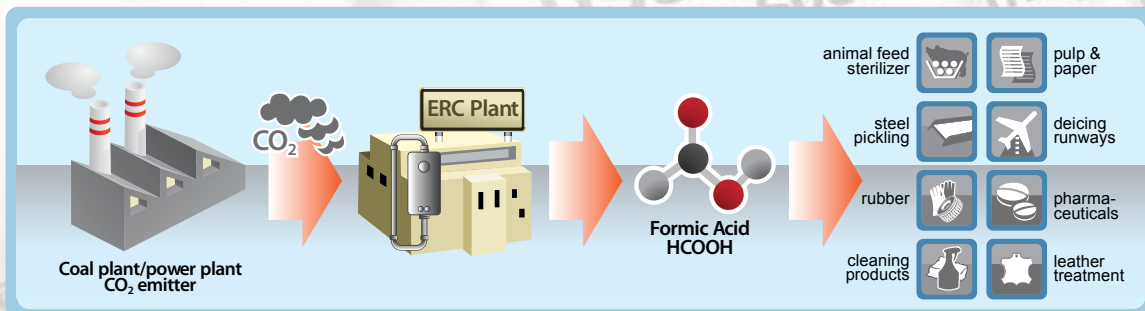 ERC Plant
CO₂
Coal plant/power plant
CO₂ emitter
Formic Acid
HCOOH
animal feed
sterilizer
pulp &
paper
steel
pickling
deicing
runways
rubber
pharma-
ceuticals
cleaning
products
leather
treatment